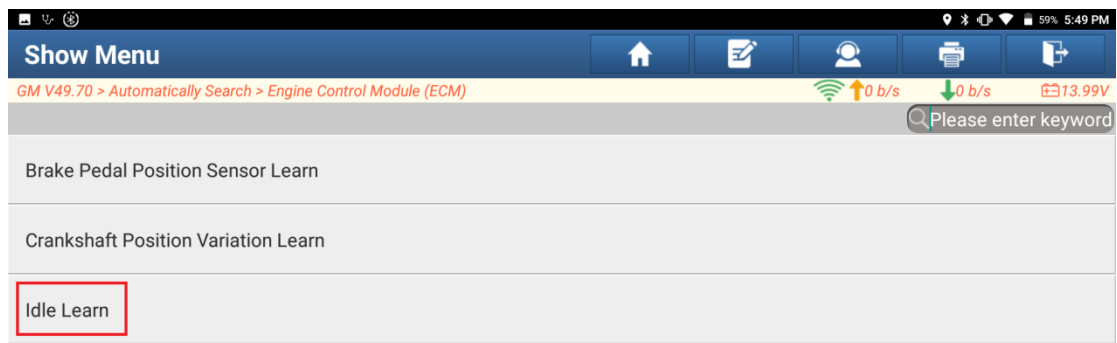 59% 5:49 PM
Show Menu
GM V49.70 > Automatically Search > Engine Control Module (ECM) 0 b/s 0 b/s 13.99V
Please enter keyword
Brake Pedal Position Sensor Learn
Crankshaft Position Variation Learn
Idle Learn